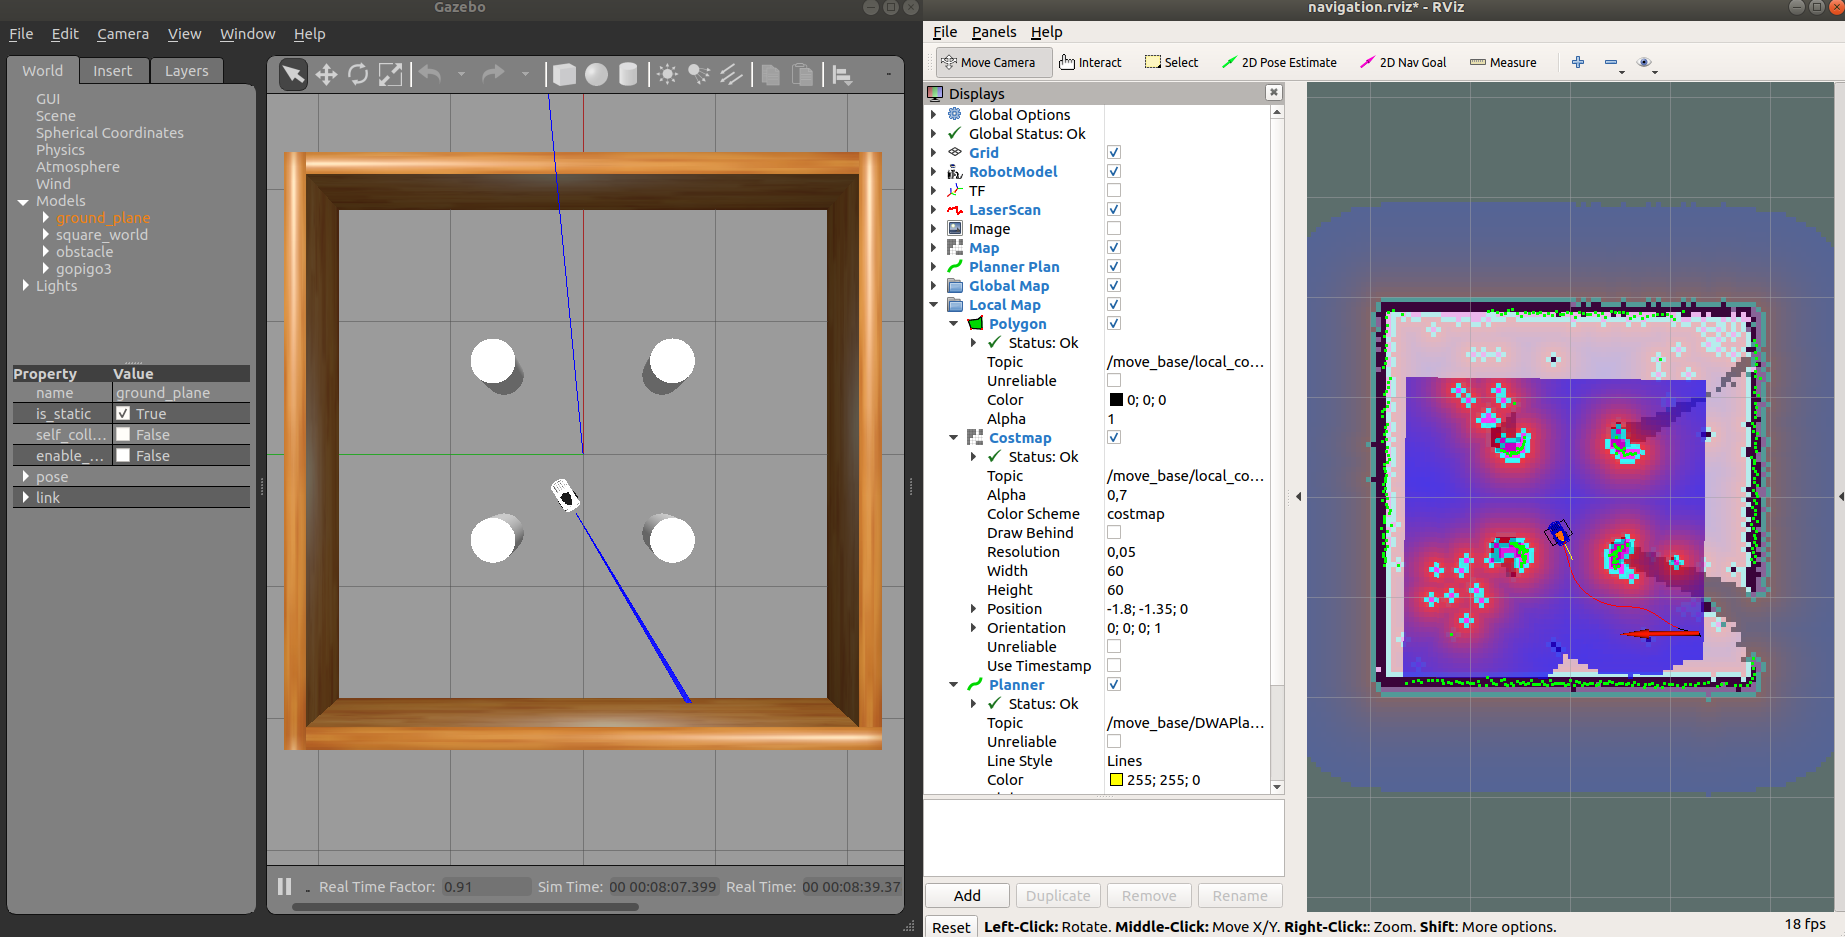 Gazebo
File Edit Camera View Window Help
World Insert Layers
GUI
Scene
Spherical Coordinates
Physics
Atmosphere
Wind
Models
ground_plane
square_world
obstacle
gopigo3
Lights
Property Value
name ground_plane
is_static True
self_coll... False
enable_... False
pose
link
Real Time Factor: 0.91 Sim Time: 00 00:08:07.399 Real Time: 00 00:08:39.37
navigation.rviz* - RViz
File Panels Help
Move Camera Interact Select 2D Pose Estimate 2D Nav Goal Measure
Displays
Global Options
Global Status: Ok
Grid
RobotModel
TF
LaserScan
Image
Map
Planner Plan
Global Map
Local Map
Polygon
Status: Ok
Topic /move_base/local_co...
Unreliable
Color 0; 0; 0
Alpha 1
Costmap
Status: Ok
Topic /move_base/local_co...
Alpha 0,7
Color Scheme costmap
Draw Behind
Resolution 0,05
Width 60
Height 60
Position -1.8; -1.35; 0
Orientation 0; 0; 0; 1
Unreliable
Use Timestamp
Planner
Status: Ok
Topic /move_base/DWAPla...
Unreliable
Line Style Lines
Color 255; 255; 0
Add Duplicate Remove Rename
Reset Left-Click: Rotate. Middle-Click: Move X/Y. Right-Click:: Zoom. Shift: More options. 18 fps